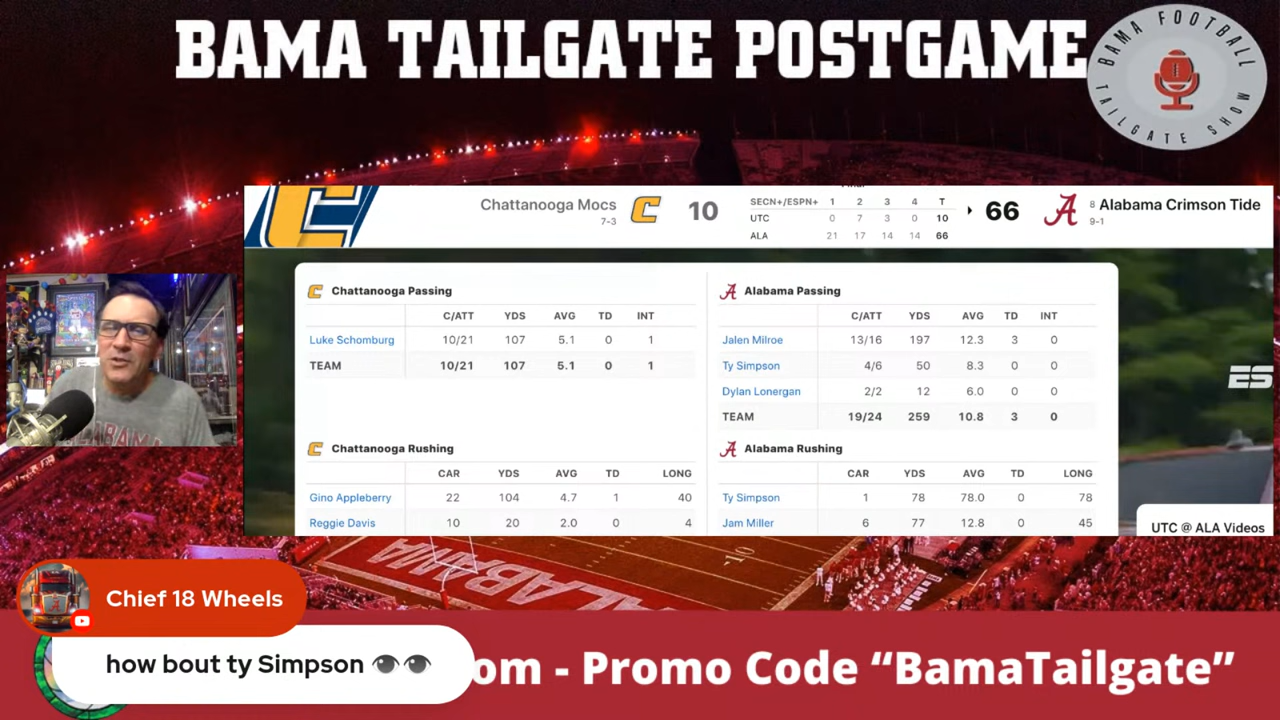 BAMA TAILGATE POSTGAME
BAMA FOOTBALL
TAILGATE SHOW
Chattanooga Mocs
7-3
10
SECN+/ESPN+ 1 2 3 4 T
UTC 0 7 3 0 10
ALA 21 17 14 14 66
66
8 Alabama Crimson Tide
9-1
Chattanooga Passing
C/ATT YDS AVG TD INT
Luke Schomburg 10/21 107 5.1 0 1
TEAM 10/21 107 5.1 0 1
Alabama Passing
C/ATT YDS AVG TD INT
Jalen Milroe 13/16 197 12.3 3 0
Ty Simpson 4/6 50 8.3 0 0
Dylan Lonergan 2/2 12 6.0 0 0
TEAM 19/24 259 10.8 3 0
Chattanooga Rushing
CAR YDS AVG TD LONG
Gino Appleberry 22 104 4.7 1 40
Reggie Davis 10 20 2.0 0 4
Alabama Rushing
CAR YDS AVG TD LONG
Ty Simpson 1 78 78.0 0 78
Jam Miller 6 77 12.8 0 45
ES
UTC @ ALA Videos
ALABAMA
ALABAMA
Chief 18 Wheels
how bout ty Simpson 👁️👁️
om - Promo Code “BamaTailgate”